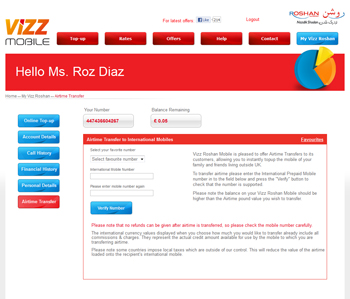 For latest offers
Like
Logout
VIZZ
MOBILE
ROSHAN روشن
Top-up
Rates
Offers
Help
Contact
My Vizz Roshan
Hello Ms. Roz Diaz
Home - My Vizz Roshan - Airtime Transfer
Your Number
Balance Remaining
447436604267
£ 0.06
Online Top-up
Account Details
Call History
Financial History
Personal Details
Airtime Transfer
Airtime Transfer to International Mobiles
Favourites
Select your favorite number
Select favourite number
International Mobile Number
Please enter mobile number again
Verify Number
Vizz Roshan Mobile is pleased to offer Airtime Transfers to its
customers, allowing you to instantly topup the mobile of your
family and friends living outside UK.
To transfer airtime please enter the International Prepaid Mobile
number in to the field below and press the "Verify" button to
check that the number is supported.
Please note the balance on your Vizz Roshan Mobile should be
higher than the Airtime pound value you wish to transfer
Please note that no refunds can be given after airtime is transferred, so please check the mobile number carefully.
The international currency values displayed when you choose how much you would like to transfer already include all
commissions & charges. They represent the actual credit amount available for use by the mobile to which you are
transferring airtime.
Please note some countries impose local taxes which are outside of our control. This will reduce the value of the airtime
loaded onto the recipient's international mobile.